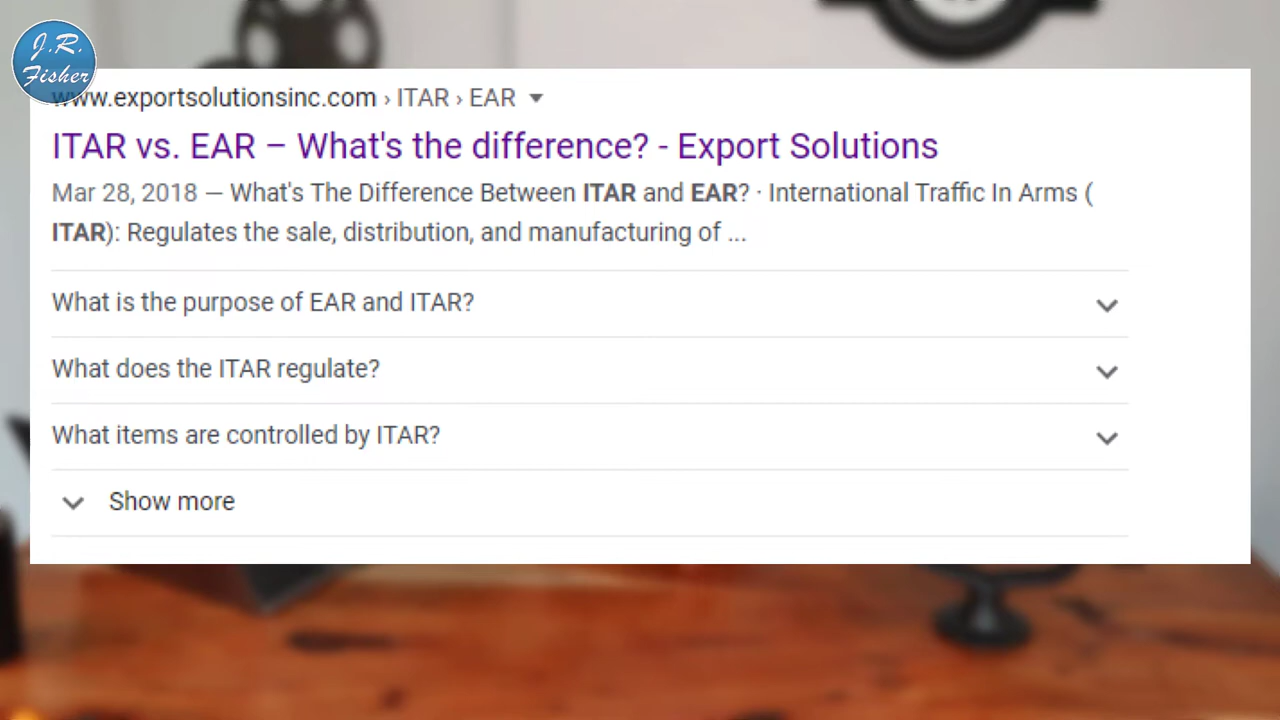 J.R.
Fisher
www.exportsolutionsinc.com › ITAR › EAR
ITAR vs. EAR – What's the difference? - Export Solutions
Mar 28, 2018 — What's The Difference Between ITAR and EAR? · International Traffic In Arms (
ITAR): Regulates the sale, distribution, and manufacturing of ...
What is the purpose of EAR and ITAR?
What does the ITAR regulate?
What items are controlled by ITAR?
Show more